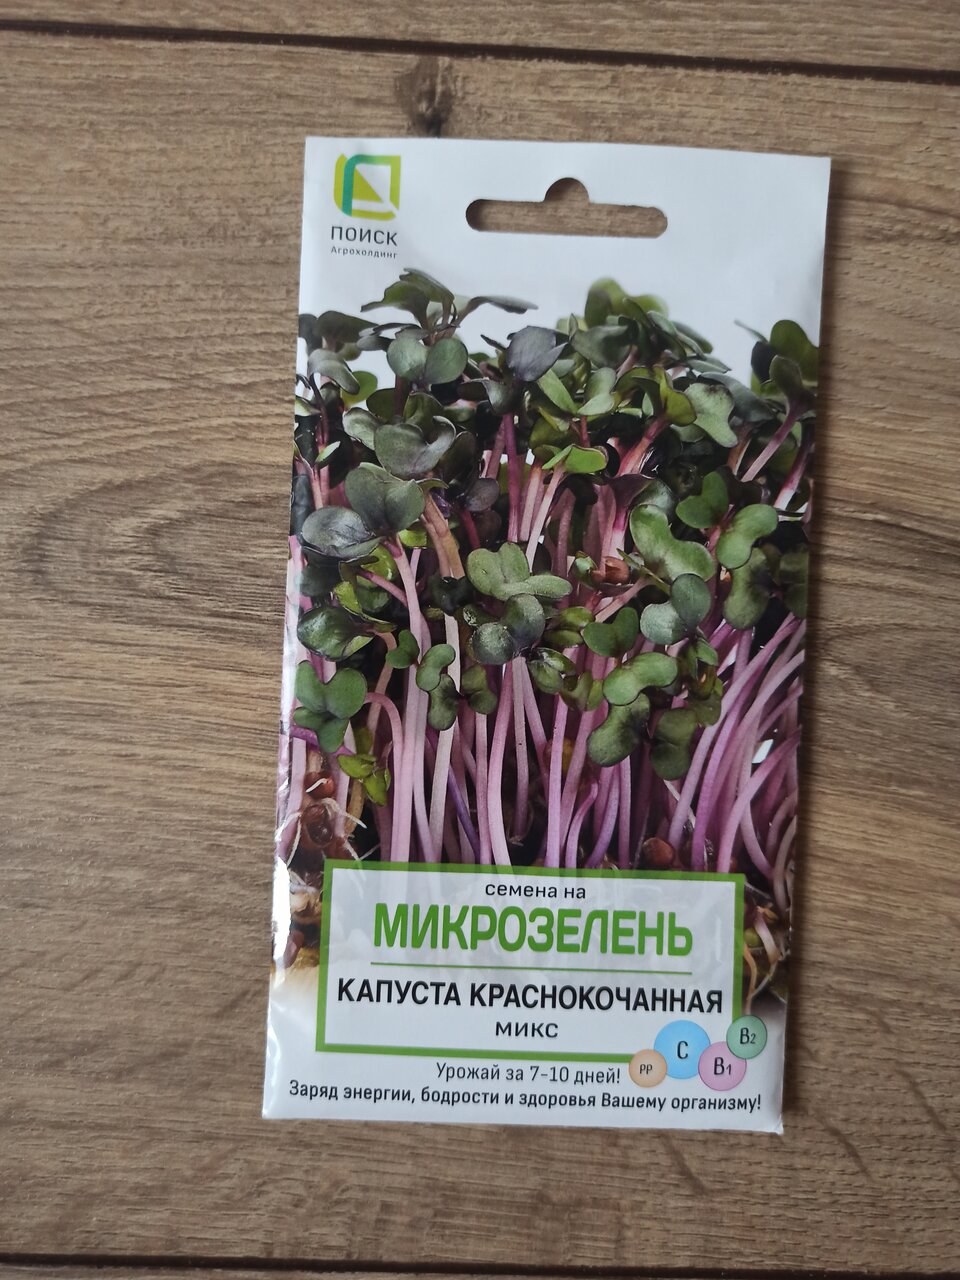 ПОИСК
Агрохолдинг
семена на
МИКРОЗЕЛЕНЬ
КАПУСТА КРАСНОКОЧАННАЯ
МИКС
PP
C
B1
B2
Урожай за 7-10 дней!
Заряд энергии, бодрости и здоровья Вашему организму!